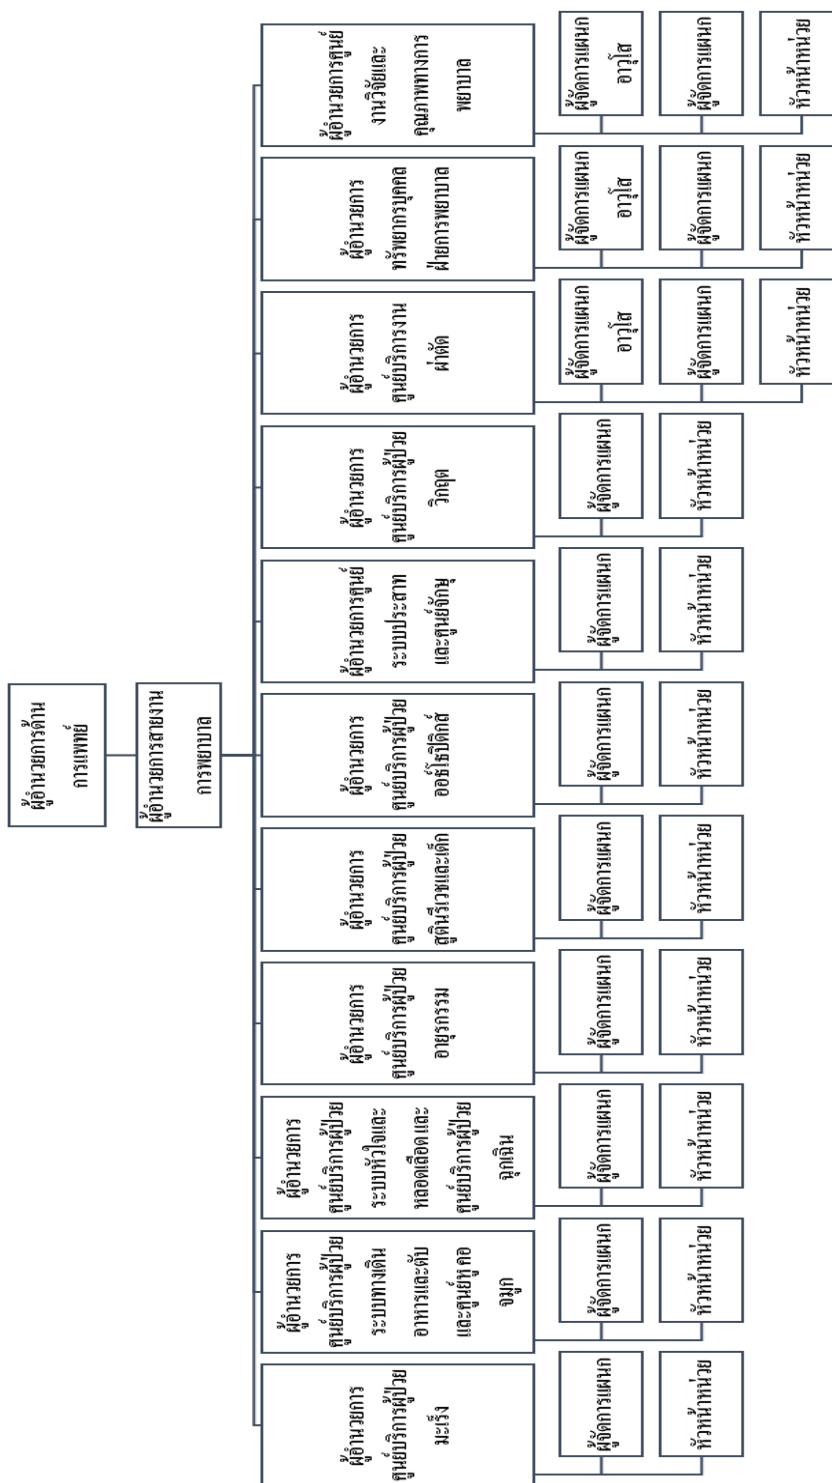 ผู้อำนวยการด้าน
การแพทย์
ผู้อำนวยการสายงาน
การพยาบาล
ผู้อำนวยการ
ศูนย์บริการผู้ป่วย
มะเร็ง
ผู้จัดการแผนก
หัวหน้าหน่วย
ผู้อำนวยการ
ศูนย์บริการผู้ป่วย
ระบบทางเดิน
อาหารและตับ
และศูนย์หู คอ
จมูก
ผู้จัดการแผนก
หัวหน้าหน่วย
ผู้อำนวยการ
ศูนย์บริการผู้ป่วย
ระบบหัวใจและ
หลอดเลือด และ
ศูนย์บริการผู้ป่วย
ฉุกเฉิน
ผู้จัดการแผนก
หัวหน้าหน่วย
ผู้อำนวยการ
ศูนย์บริการผู้ป่วย
อายุรกรรม
ผู้จัดการแผนก
หัวหน้าหน่วย
ผู้อำนวยการ
ศูนย์บริการผู้ป่วย
สูตินรีเวชและเด็ก
ผู้จัดการแผนก
หัวหน้าหน่วย
ผู้อำนวยการ
ศูนย์บริการผู้ป่วย
ออร์โธปิดิกส์
ผู้จัดการแผนก
หัวหน้าหน่วย
ผู้อำนวยการศูนย์
ระบบประสาท
และศูนย์จักษุ
ผู้จัดการแผนก
หัวหน้าหน่วย
ผู้อำนวยการ
ศูนย์บริการผู้ป่วย
วิกฤต
ผู้จัดการแผนก
หัวหน้าหน่วย
ผู้อำนวยการ
ศูนย์บริการงาน
ผ่าตัด
ผู้จัดการแผนก
อาวุโส
ผู้จัดการแผนก
หัวหน้าหน่วย
ผู้อำนวยการ
ทรัพยากรบุคคล
ฝ่ายการพยาบาล
ผู้จัดการแผนก
อาวุโส
ผู้จัดการแผนก
หัวหน้าหน่วย
ผู้อำนวยการศูนย์
งานวิจัยและ
คุณภาพทางการ
พยาบาล
ผู้จัดการแผนก
อาวุโส
ผู้จัดการแผนก
หัวหน้าหน่วย